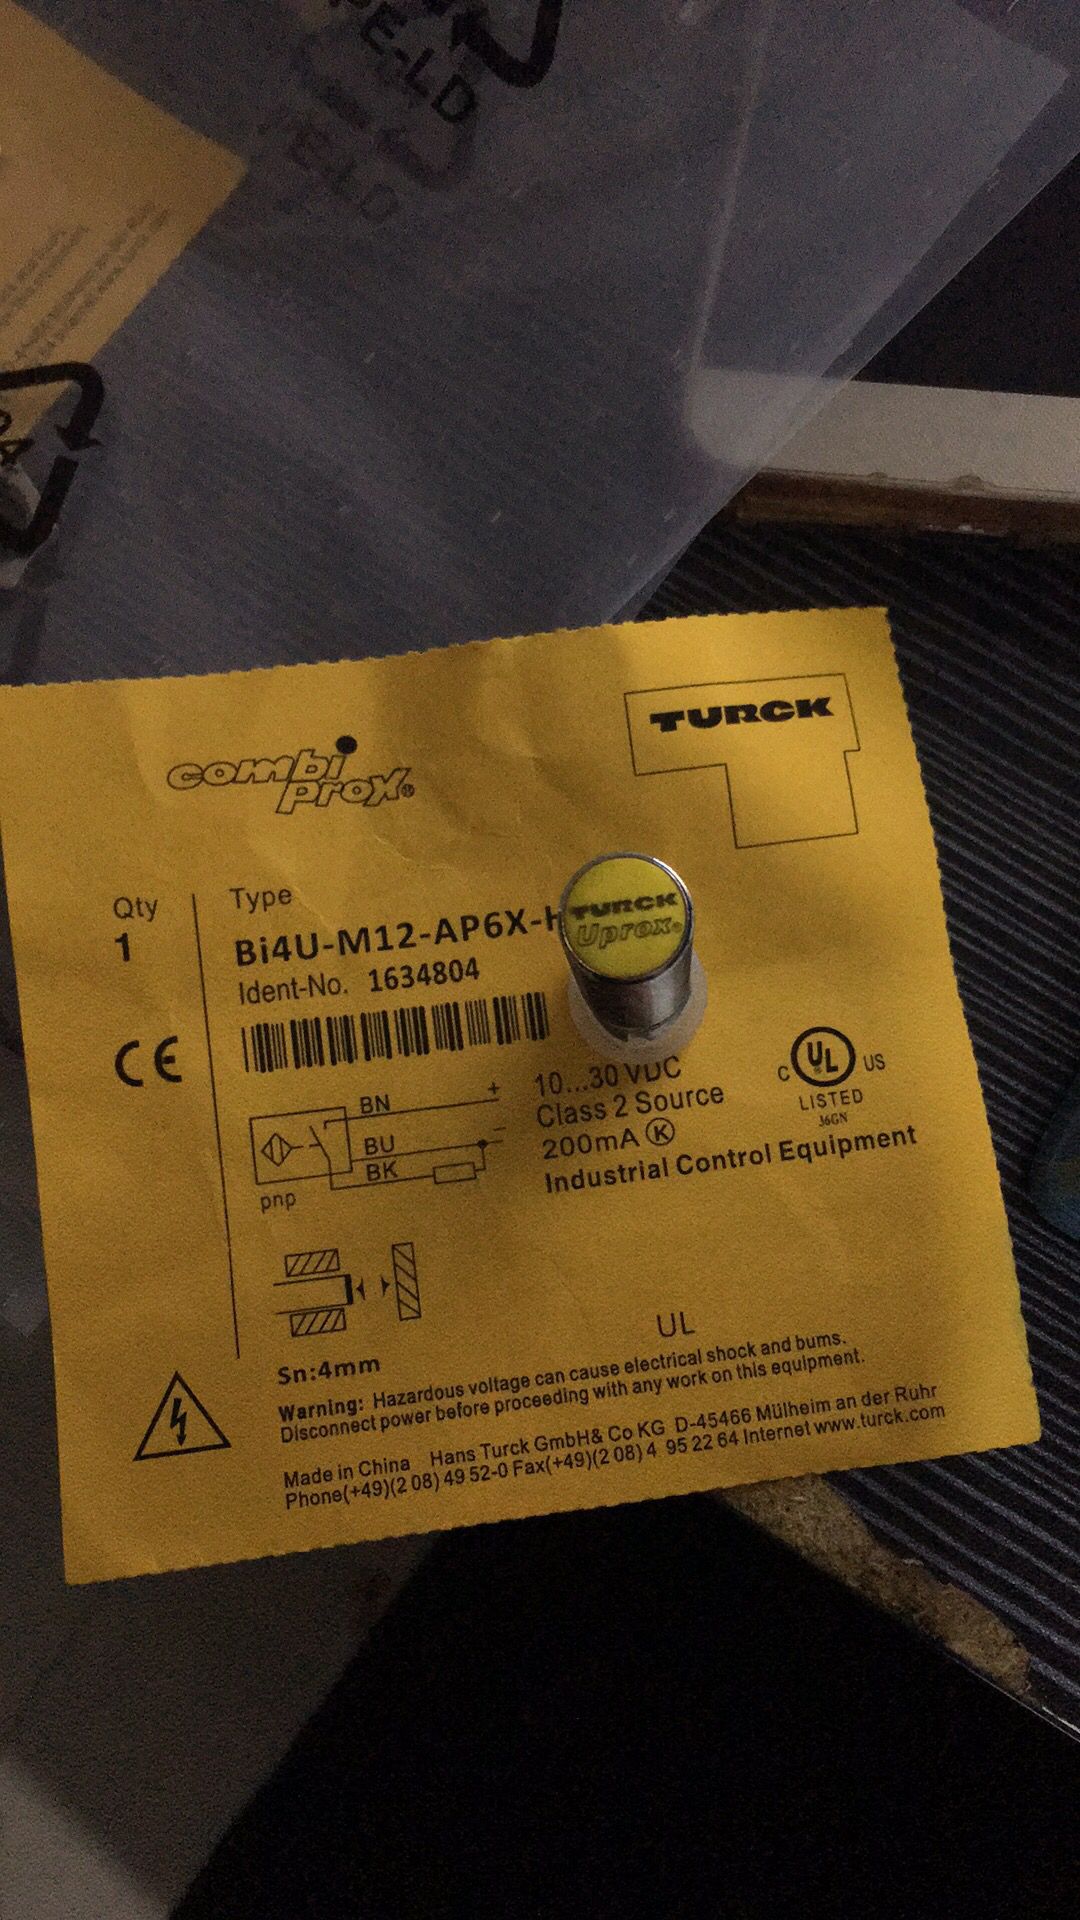 PE-LD
combi
prox®
TURCK
Qty
1
Type
Bi4U-M12-AP6X-H
Ident-No. 1634804
TURCK
Uprox®
CE
BN
+
BU
−
BK
pnp
10...30 VDC
Class 2 Source
200mA K
Industrial Control Equipment
C UL US
LISTED
36GN
Sn:4mm
UL
Warning: Hazardous voltage can cause electrical shock and bums.
Disconnect power before proceeding with any work on this equipment.
Made in China Hans Turck GmbH& Co KG D-45466 Mülheim an der Ruhr
Phone(+49)(2 08) 49 52-0 Fax(+49)(2 08) 4 95 22 64 Internet www.turck.com